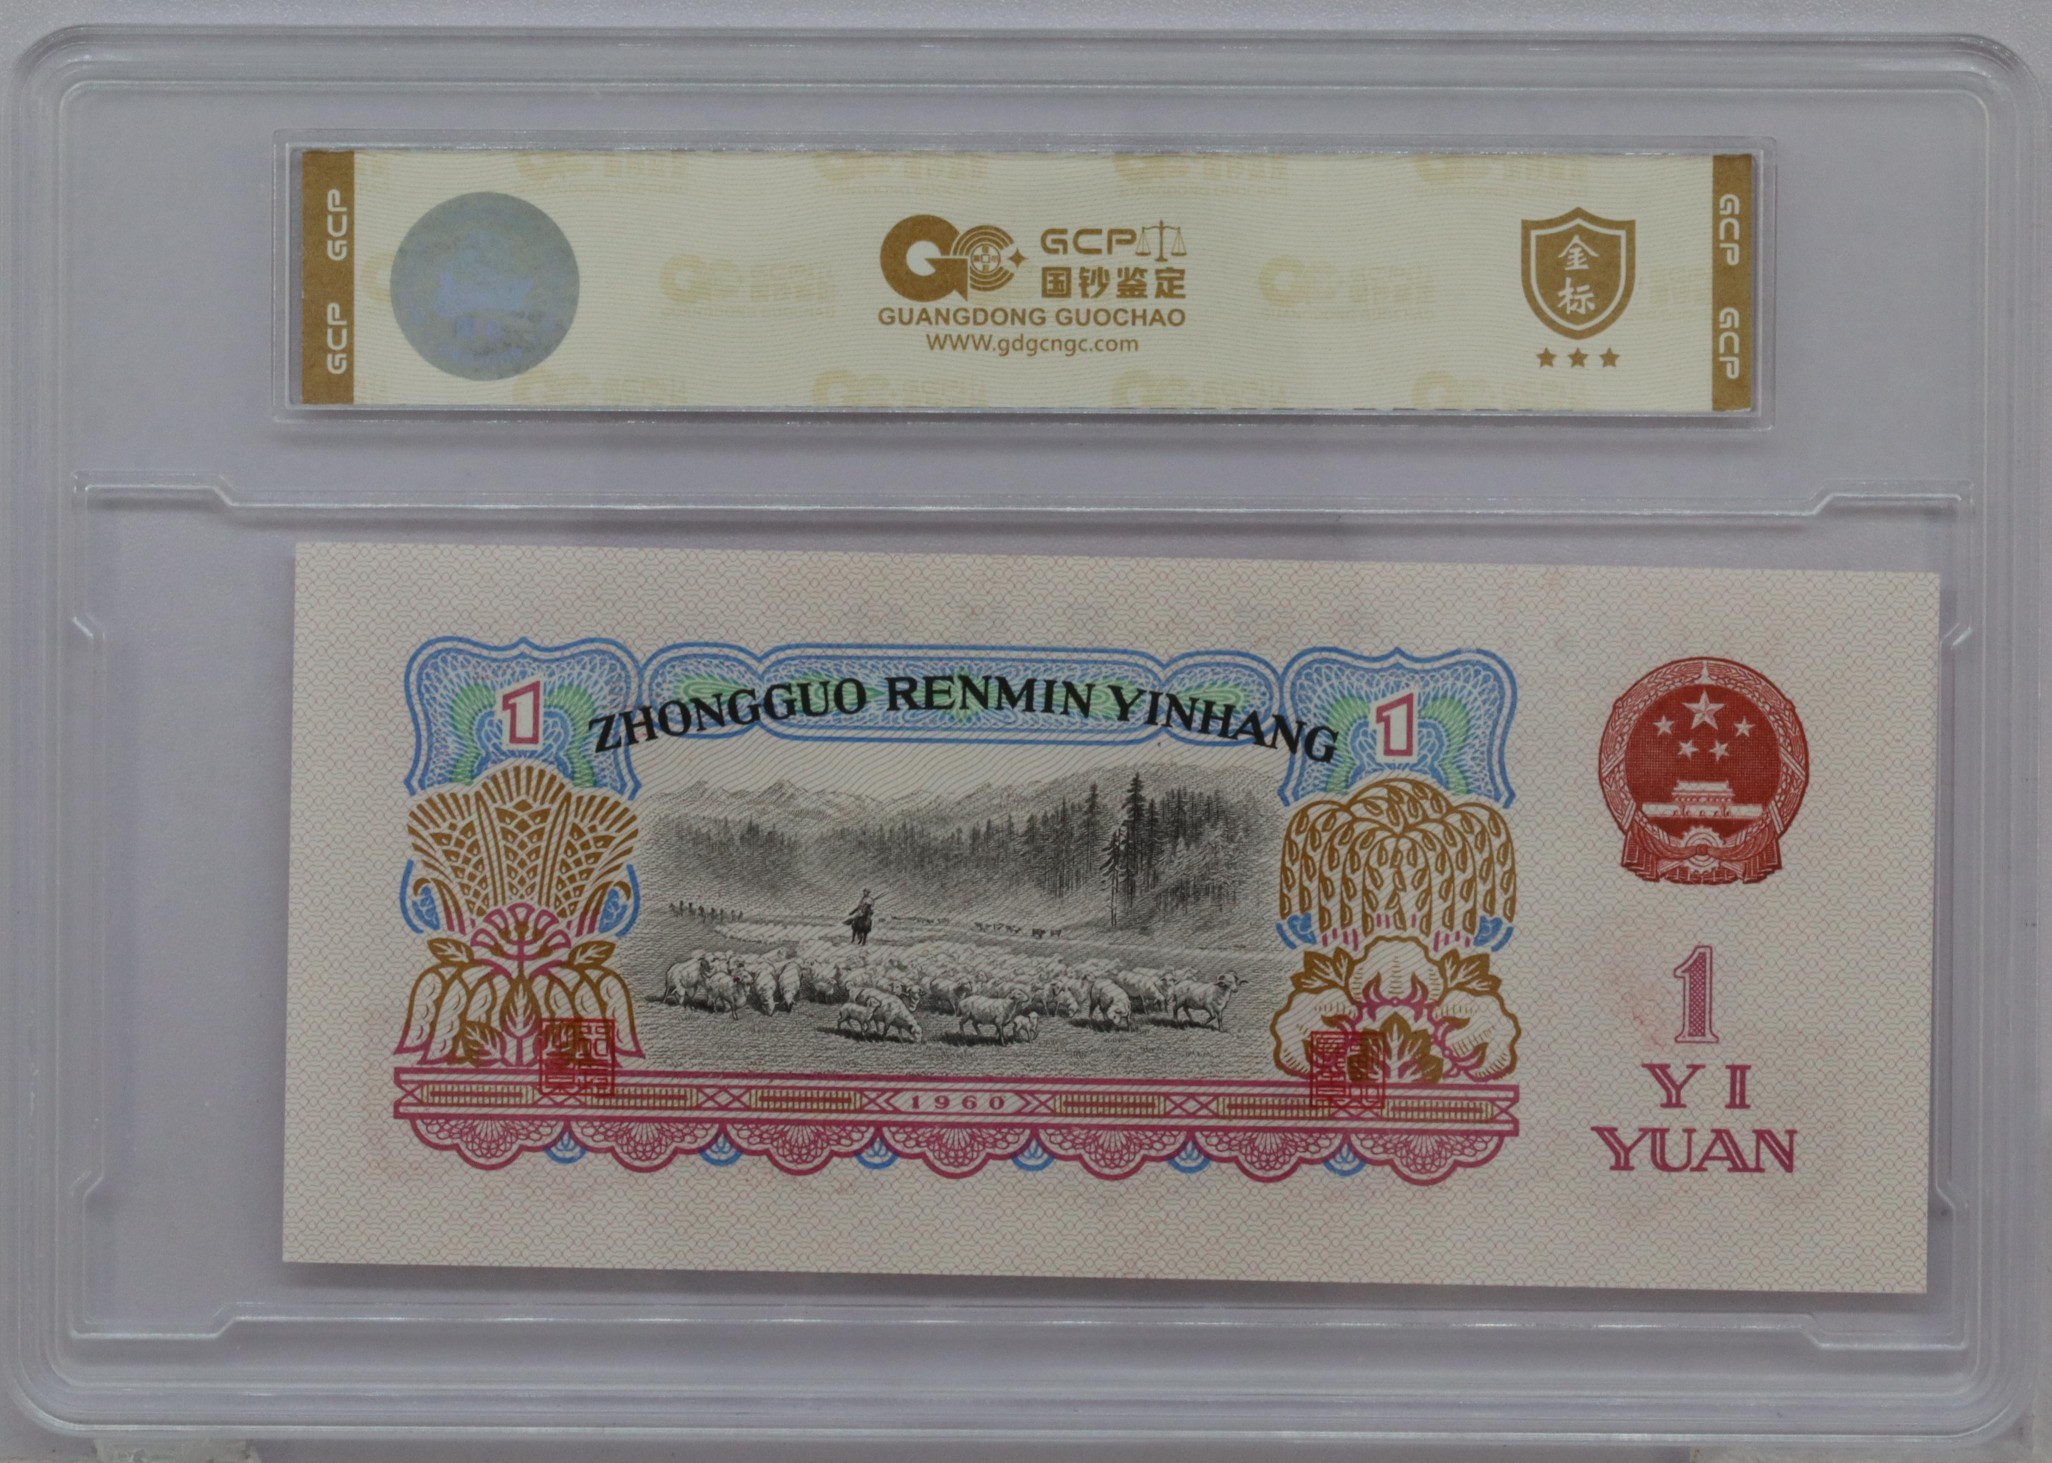 GCP GCP
GCP
国钞鉴定
GUANGDONG GUOCHAO
WWW.gdgcngc.com
金
标
GCP GCP
ZHONGGUO RENMIN YINHANG
1
1
1960
1
YI
YUAN